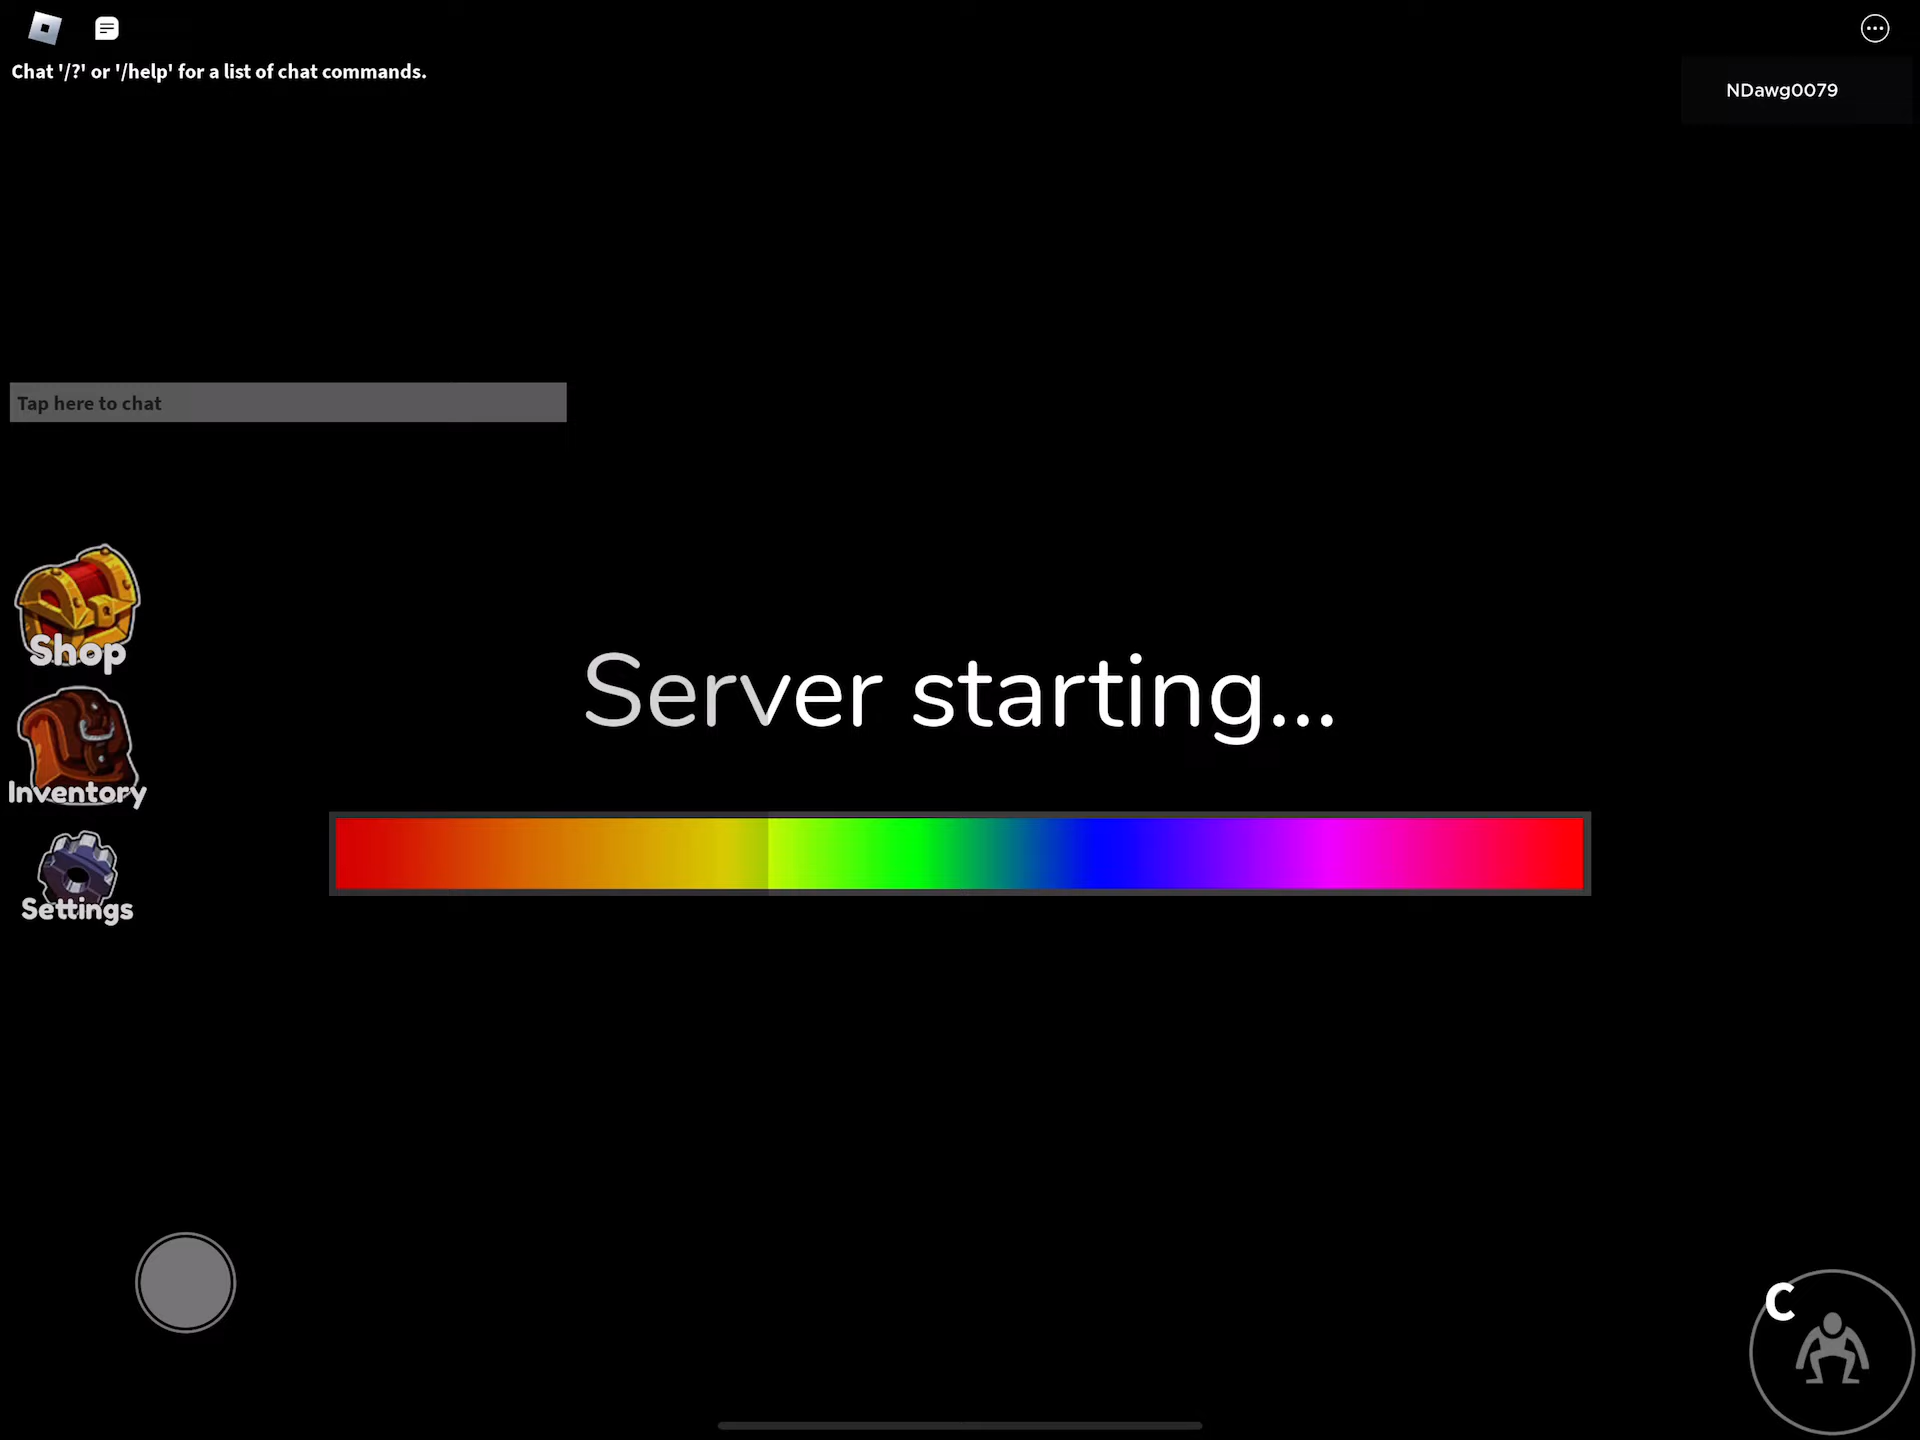 Chat '/?' or '/help' for a list of chat commands.
NDawg0079
Tap here to chat
Shop
Server starting...
Inventory
Settings
C